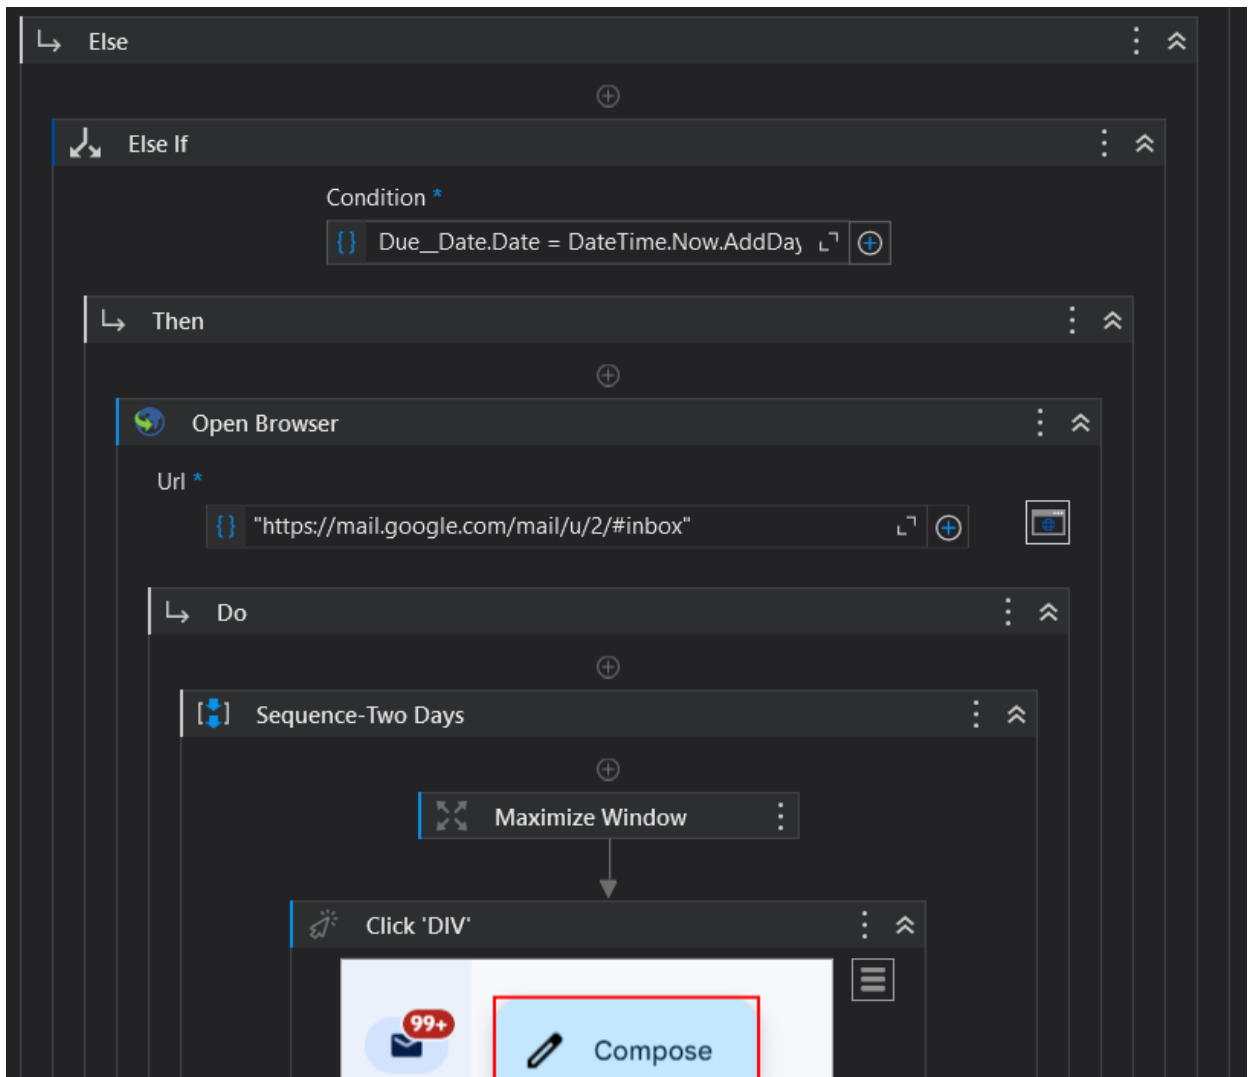 Else
Else If
Condition *
{} Due__Date.Date = DateTime.Now.AddDay
Then
Open Browser
Url *
{} "https://mail.google.com/mail/u/2/#inbox"
Do
Sequence-Two Days
Maximize Window
Click 'DIV'
99+
Compose